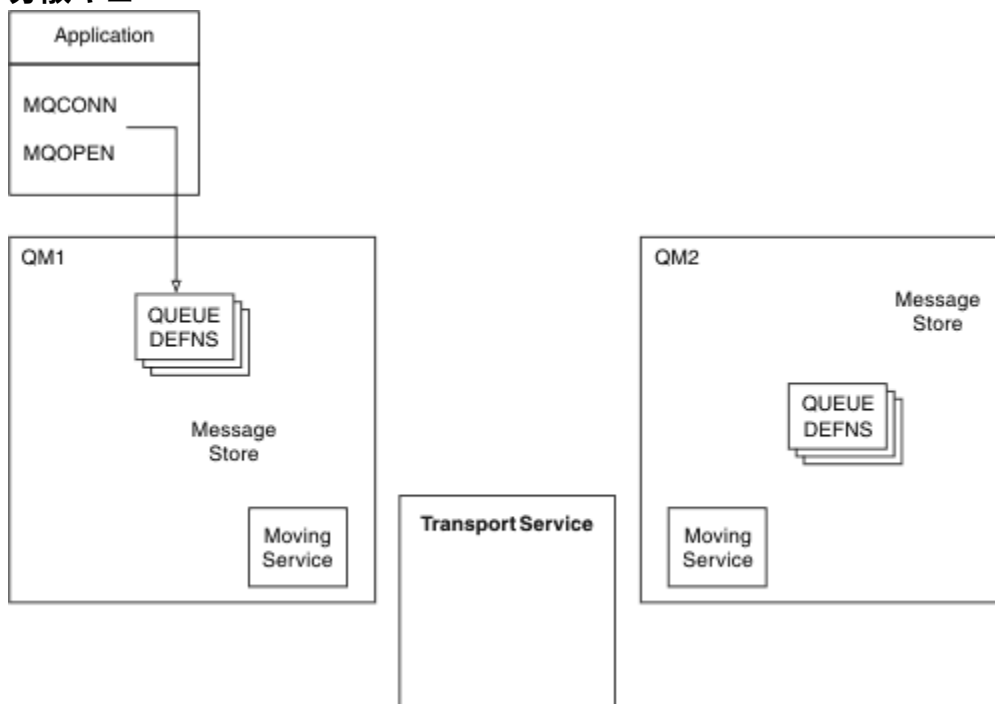 Application
MQCONN
MQOPEN
QM1
QUEUE
DEFNS
Message
Store
Moving
Service
Transport Service
QM2
Message
Store
QUEUE
DEFNS
Moving
Service